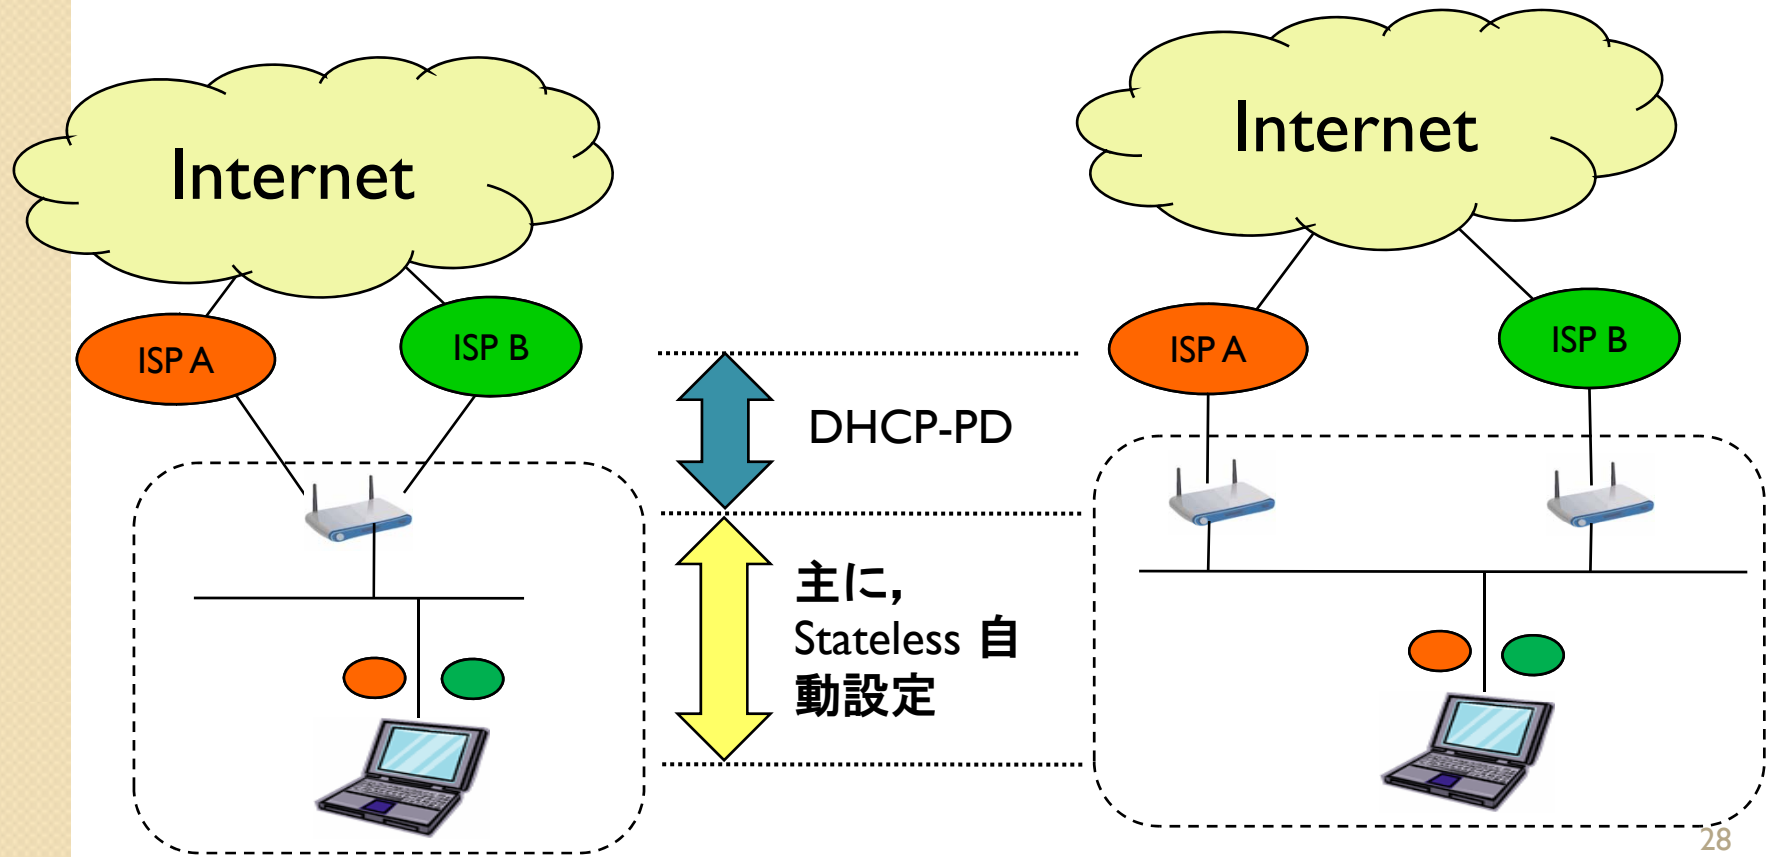 Internet
ISP A
ISP B
DHCP-PD
主に,
Stateless 自
動設定
Internet
ISP A
ISP B
28